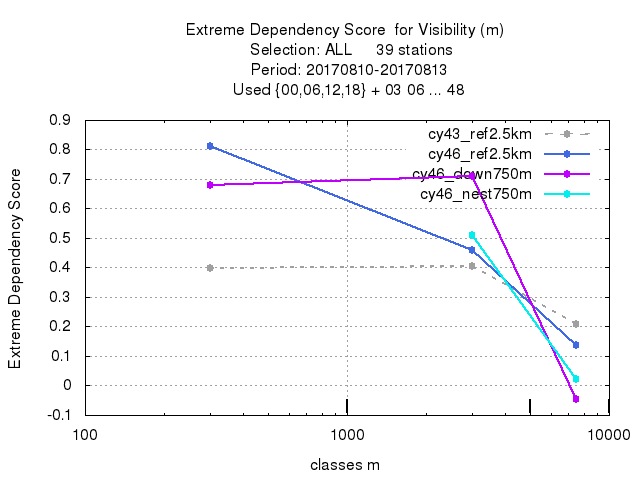 Extreme Dependency Score for Visibility (m)
Selection: ALL 39 stations
Period: 20170810-20170813
Used {00,06,12,18} + 03 06 ... 48
0.9
0.8
0.7
0.6
0.5
0.4
0.3
0.2
0.1
0
-0.1
Extreme Dependency Score
cy43_ref2.5km
cy46_ref2.5km
cy46_down750m
cy46_nest750m
100
1000
10000
classes m